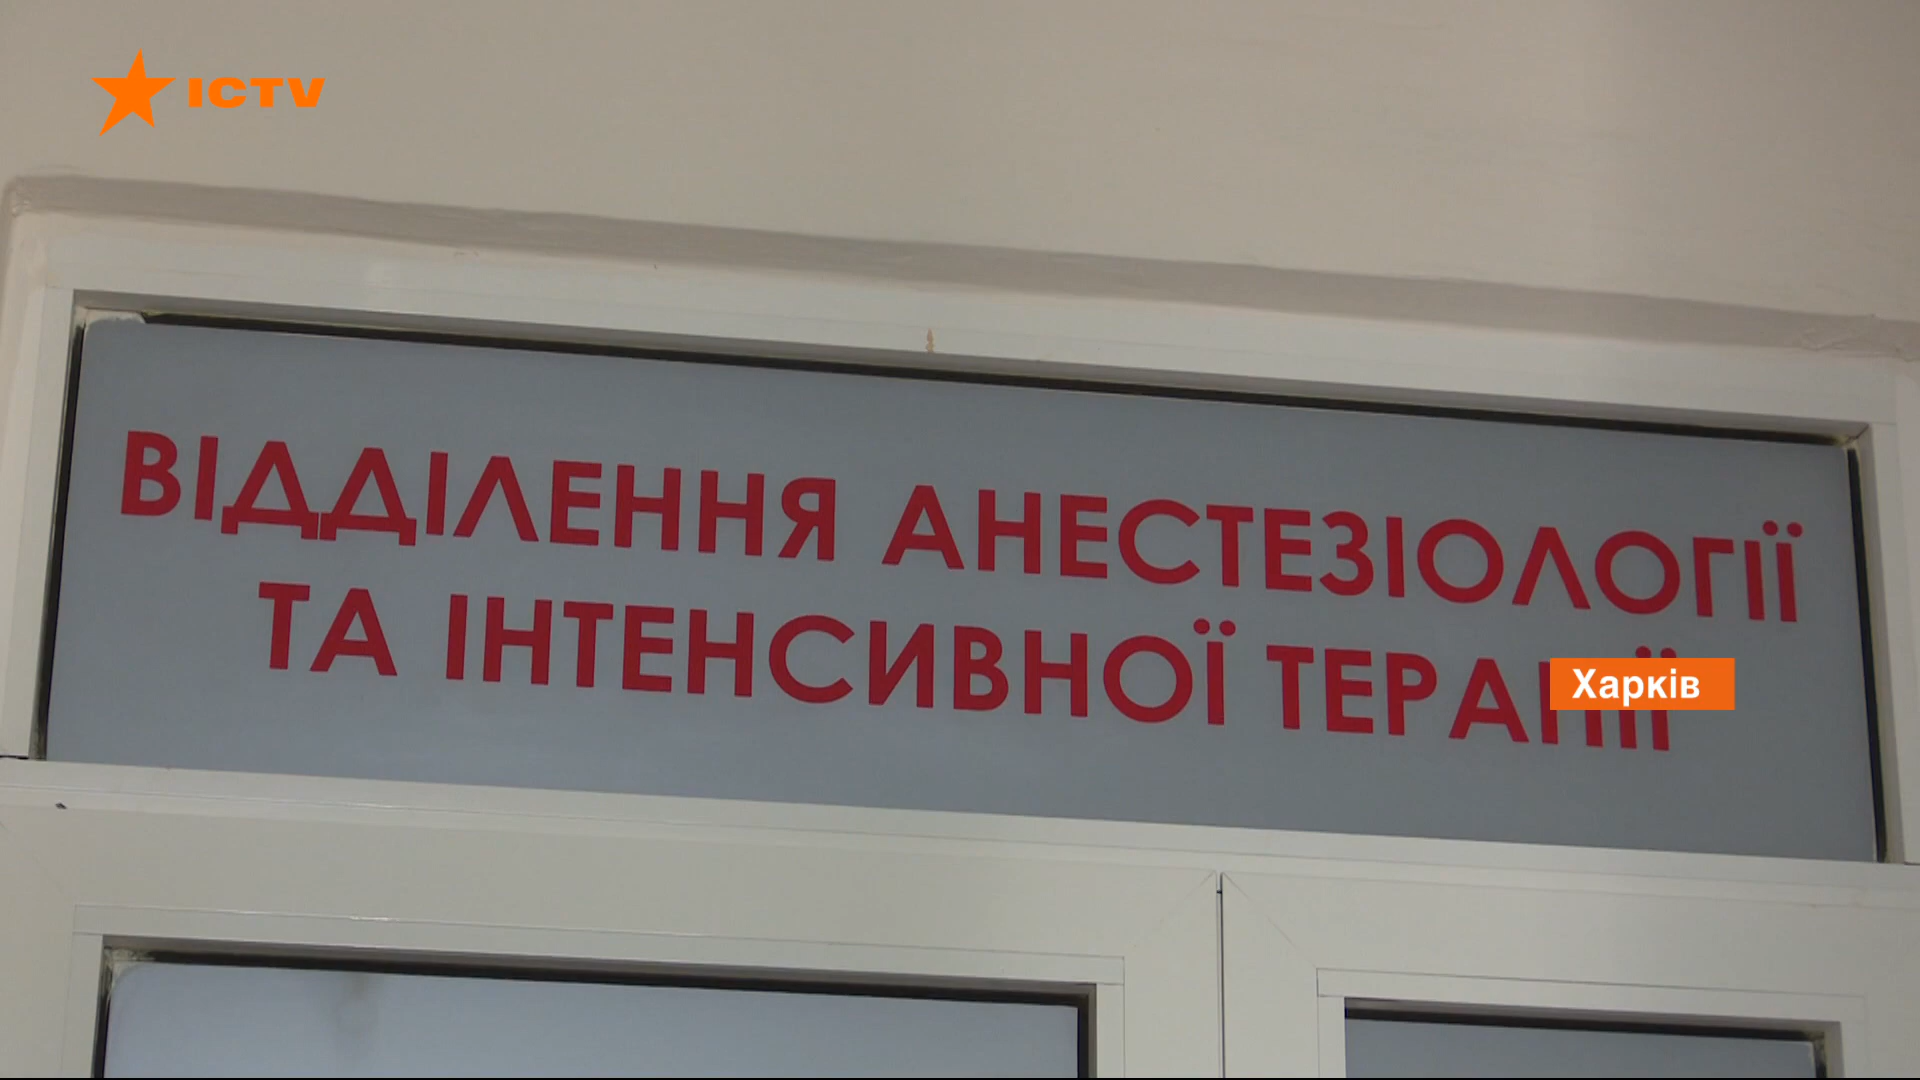 ICTV
ВІДДІЛЕННЯ АНЕСТЕЗІОЛОГІЇ
ТА ІНТЕНСИВНОЇ ТЕРАПІЇ
Харків